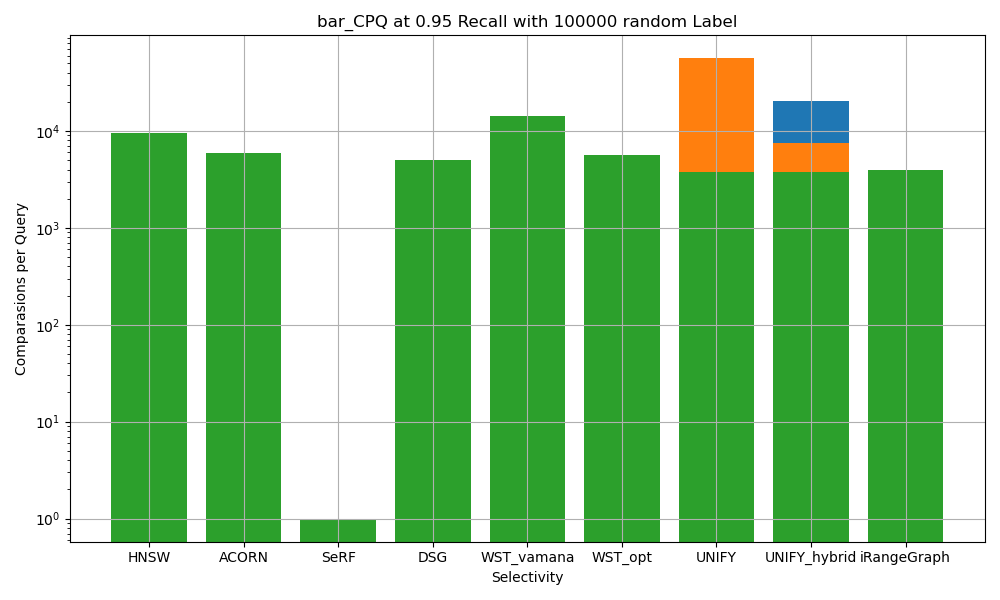 bar_CPQ at 0.95 Recall with 100000 random Label
Comparasions per Query
10^4
10^3
10^2
10^1
10^0
HNSW ACORN SeRF DSG WST_vamana WST_opt UNIFY UNIFY_hybrid iRangeGraph
Selectivity